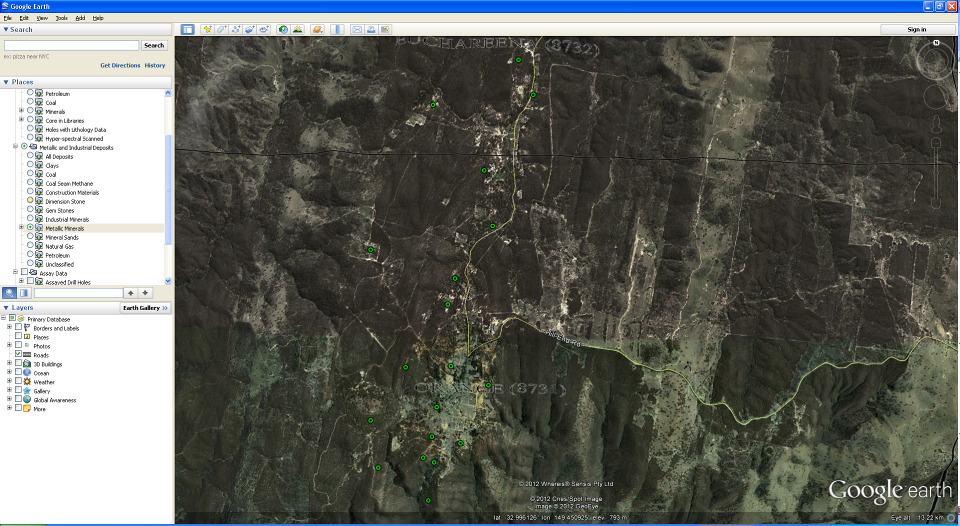 Google Earth
File Edit View Tools Add Help
Search
Search
ex: pizza near NYC
Get Directions History
Places
Petroleum
Coal
Minerals
Core in Libraries
Holes with Lithology Data
Hyper-spectral Scanned
Metallic and Industrial Deposits
All Deposits
Clays
Coal
Coal Seam Methane
Construction Materials
Dimension Stone
Gem Stones
Industrial Minerals
Metallic Minerals
Mineral Sands
Natural Gas
Petroleum
Unclassified
Assay Data
Assayed Drill Holes
Layers
Earth Gallery >>
Primary Database
Borders and Labels
Places
Photos
Roads
3D Buildings
Ocean
Weather
Gallery
Global Awareness
More
Sign in
N
(8732)
Hill End Rd
(8731)
© 2012 Whereis® Sensis Pty Ltd
© 2012 Cnes/Spot Image
Image © 2012 GeoEye
Google earth
lat -32.996126° lon 149.450925° elev 793 m
Eye alt 13.22 km